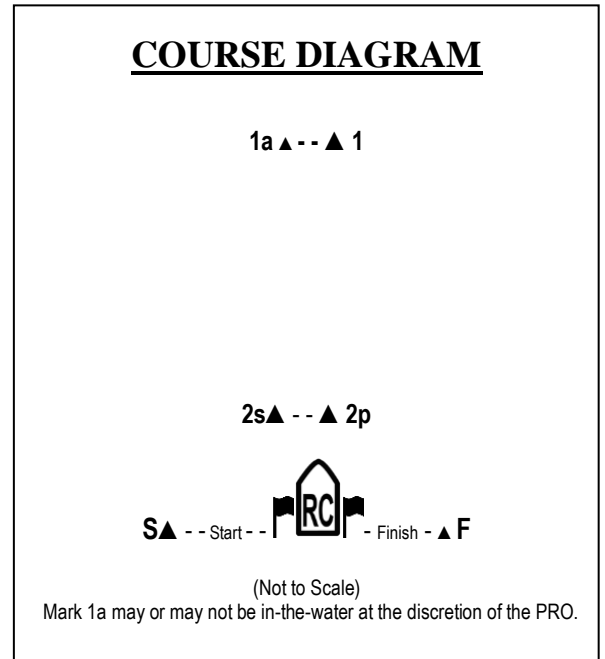 COURSE DIAGRAM
1a ▲ - - ▲ 1
2s▲ - - ▲ 2p
S▲ - - Start - - RC - Finish - ▲ F
(Not to Scale)
Mark 1a may or may not be in-the-water at the discretion of the PRO.